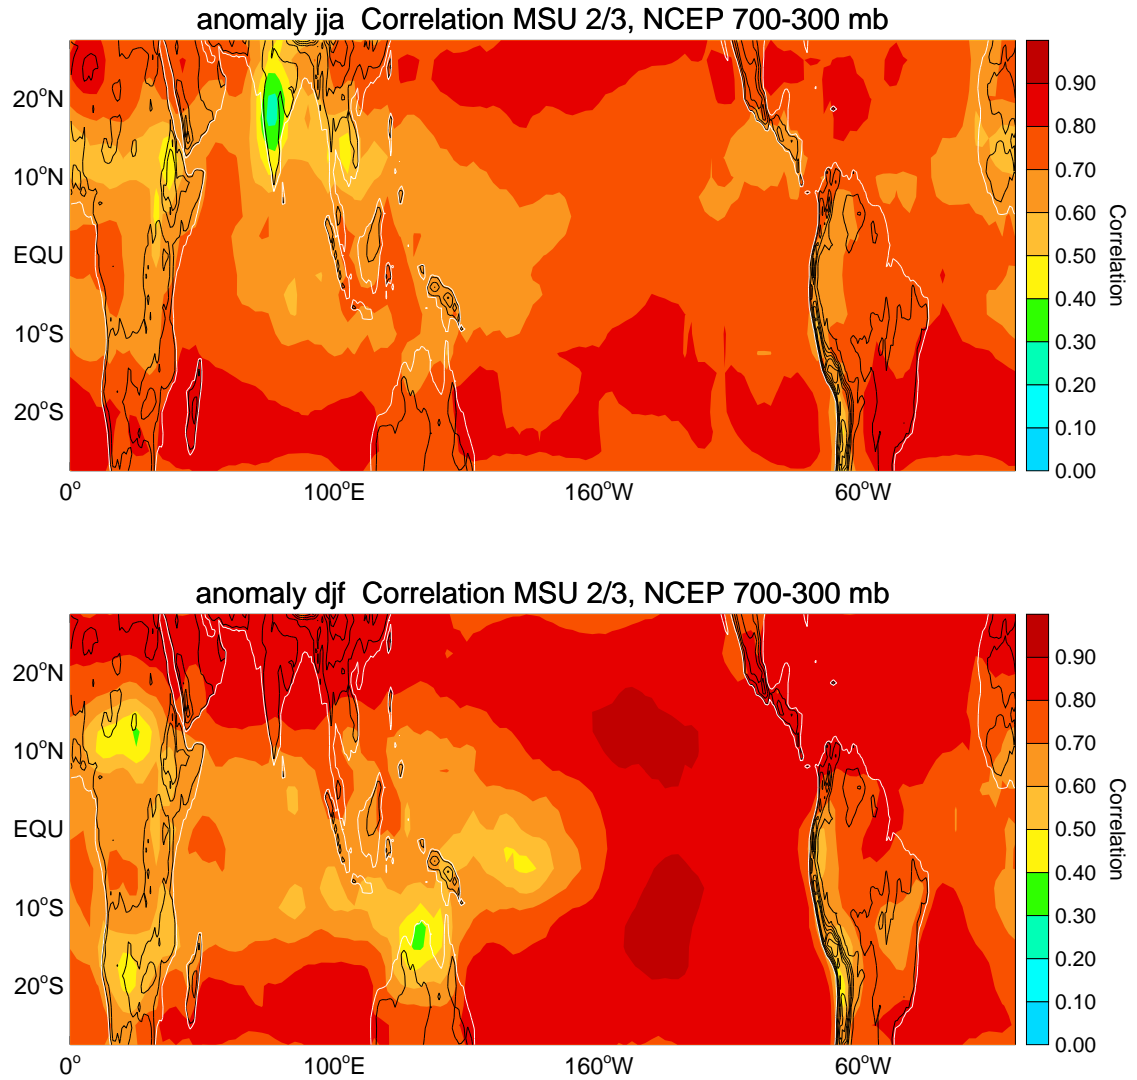 anomaly jja  Correlation MSU 2/3, NCEP 700-300 mb
20°N
10°N
EQU
10°S
20°S
0° 100°E 160°W 60°W
0.90
0.80
0.70
0.60
0.50
0.40
0.30
0.20
0.10
0.00
Correlation
anomaly djf  Correlation MSU 2/3, NCEP 700-300 mb
20°N
10°N
EQU
10°S
20°S
0° 100°E 160°W 60°W
0.90
0.80
0.70
0.60
0.50
0.40
0.30
0.20
0.10
0.00
Correlation